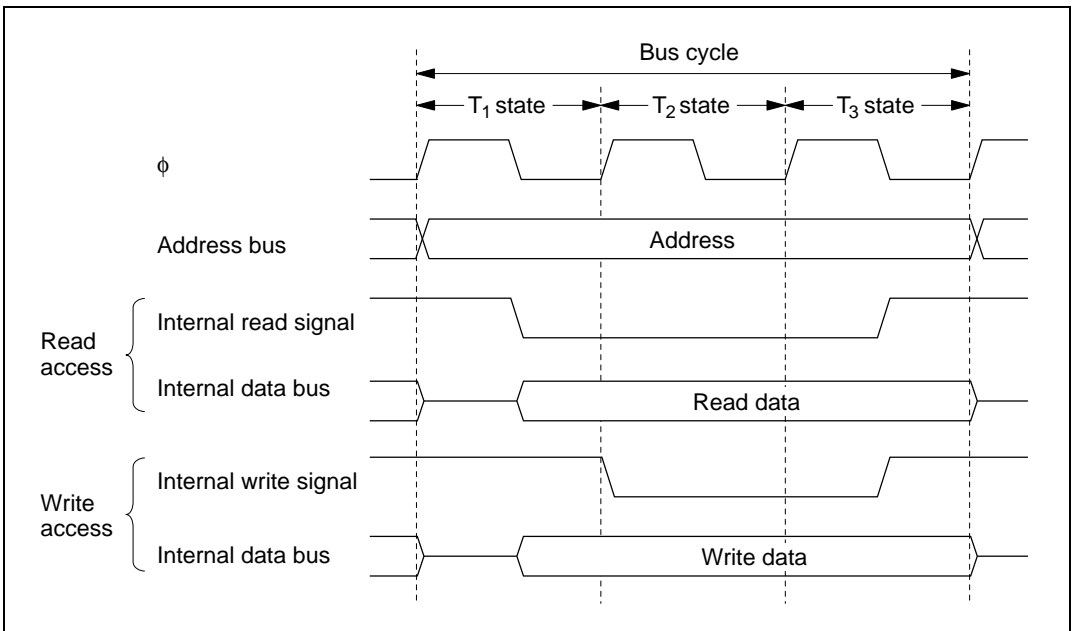 Bus cycle
T₁ state T₂ state T₃ state
φ
Address bus Address
Read access
Internal read signal
Internal data bus Read data
Write access
Internal write signal
Internal data bus Write data